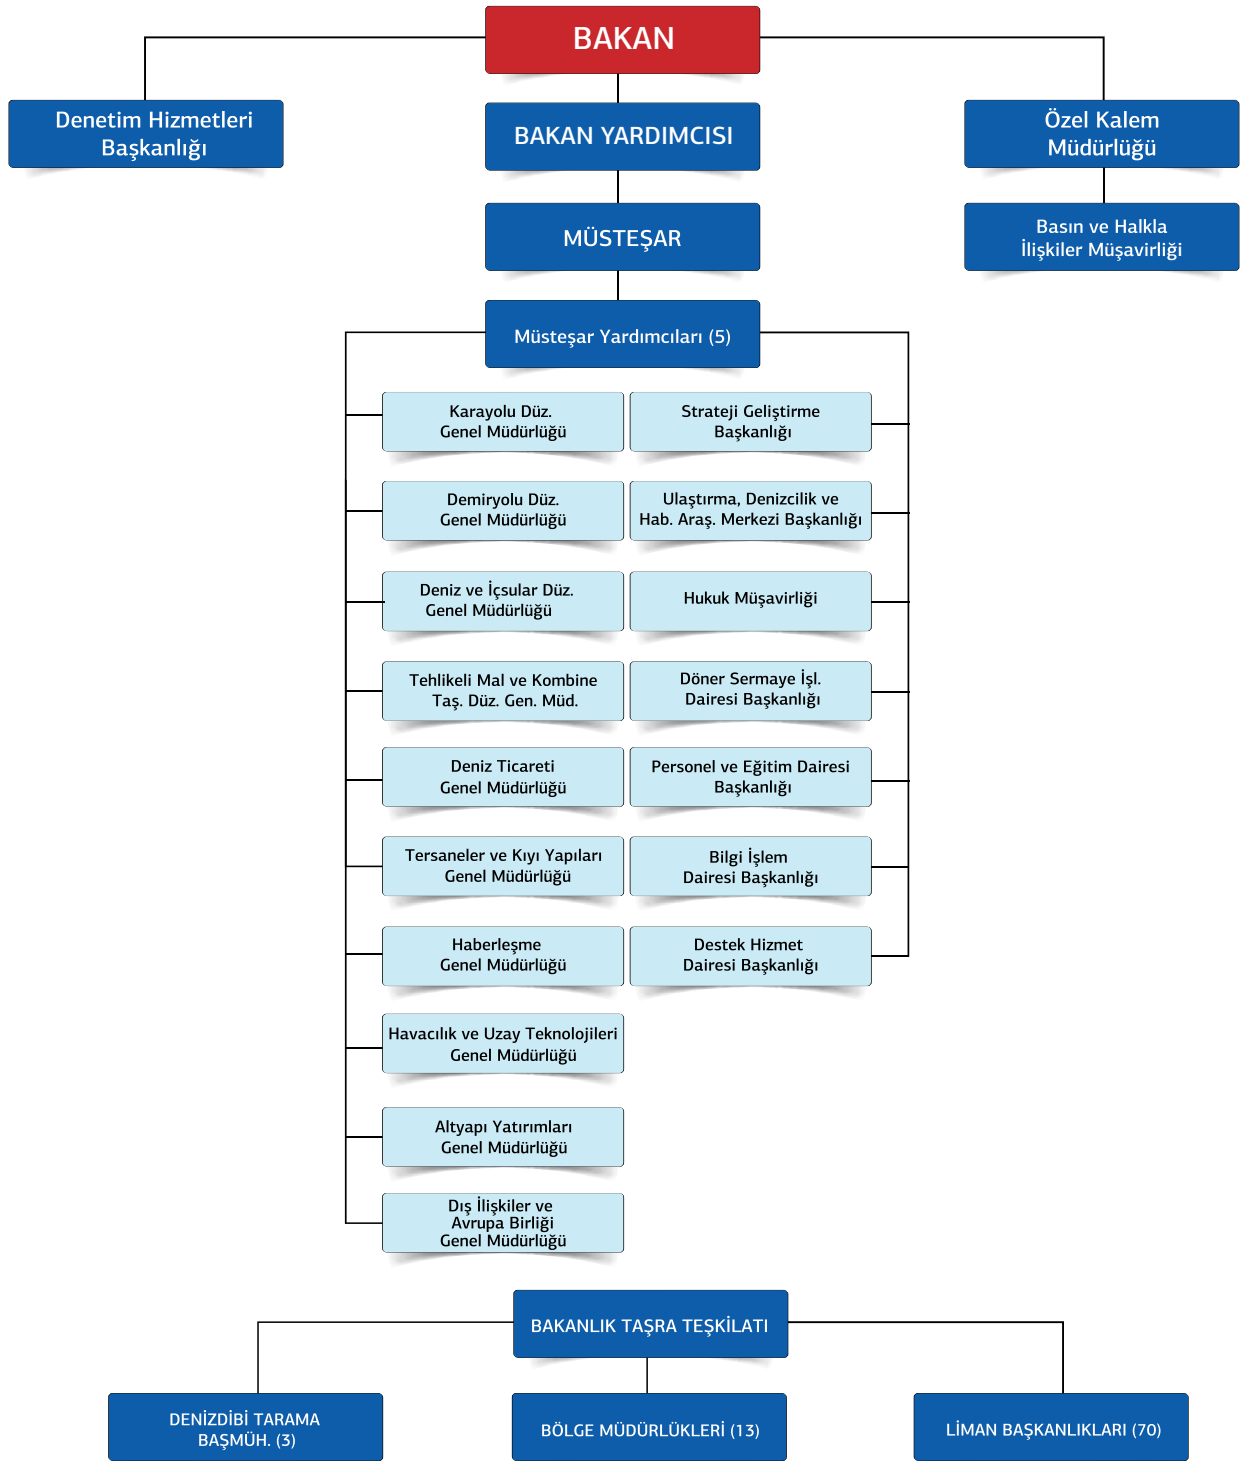 BAKAN
Denetim Hizmetleri
Başkanlığı
BAKAN YARDIMCISI
Özel Kalem
Müdürlüğü
MÜSTEŞAR
Basın ve Halkla
İlişkiler Müşavirliği
Müsteşar Yardımcıları (5)
Karayolu Düz.
Genel Müdürlüğü
Strateji Geliştirme
Başkanlığı
Demiryolu Düz.
Genel Müdürlüğü
Ulaştırma, Denizcilik ve
Hab. Araş. Merkezi Başkanlığı
Deniz ve İçsular Düz.
Genel Müdürlüğü
Hukuk Müşavirliği
Tehlikeli Mal ve Kombine
Taş. Düz. Gen. Müd.
Döner Sermaye İşl.
Dairesi Başkanlığı
Deniz Ticareti
Genel Müdürlüğü
Personel ve Eğitim Dairesi
Başkanlığı
Tersaneler ve Kıyı Yapıları
Genel Müdürlüğü
Bilgi İşlem
Dairesi Başkanlığı
Haberleşme
Genel Müdürlüğü
Destek Hizmet
Dairesi Başkanlığı
Havacılık ve Uzay Teknolojileri
Genel Müdürlüğü
Altyapı Yatırımları
Genel Müdürlüğü
Dış İlişkiler ve
Avrupa Birliği
Genel Müdürlüğü
BAKANLIK TAŞRA TEŞKİLATI
DENİZDİBİ TARAMA
BAŞMÜH. (3)
BÖLGE MÜDÜRLÜKLERİ (13)
LİMAN BAŞKANLIKLARI (70)